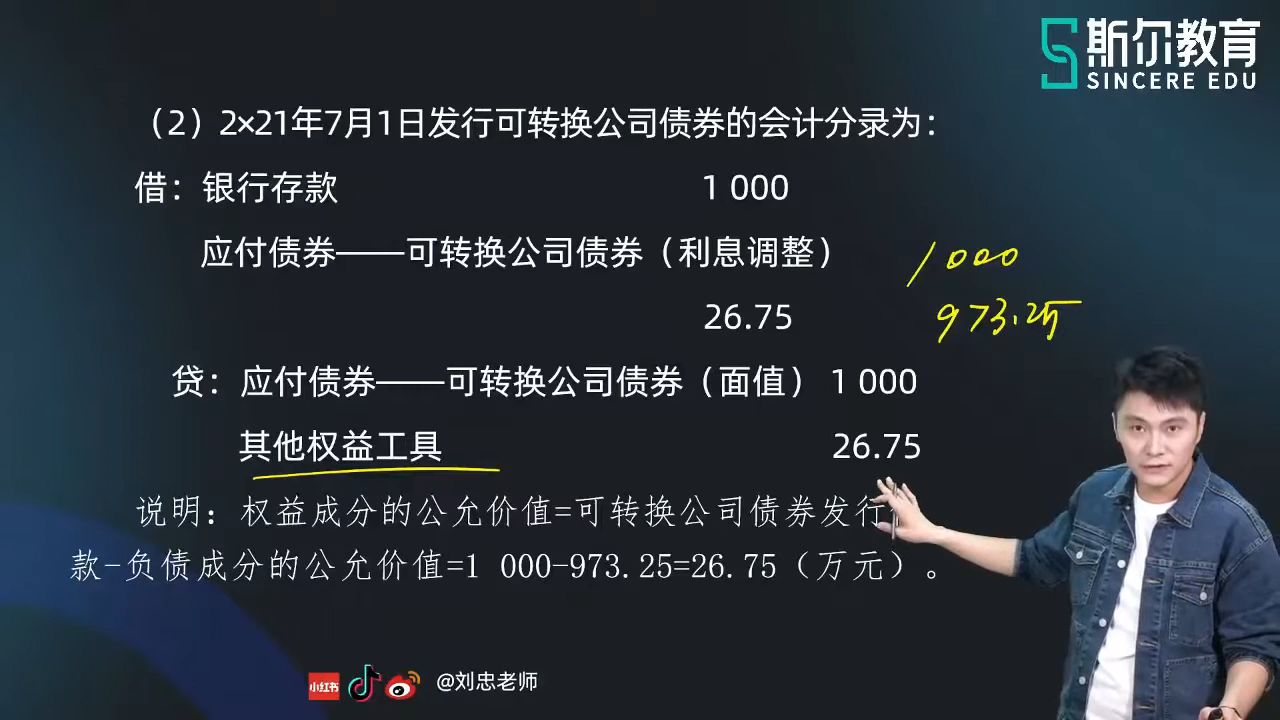 斯尔教育
SINCERE EDU
（2）2×21年7月1日发行可转换公司债券的会计分录为：
借：银行存款 1 000
应付债券——可转换公司债券（利息调整）
1000
26.75
973.25
贷：应付债券——可转换公司债券（面值） 1 000
其他权益工具 26.75
说明：权益成分的公允价值=可转换公司债券发行
款-负债成分的公允价值=1 000-973.25=26.75（万元）。
小红书
@刘忠老师